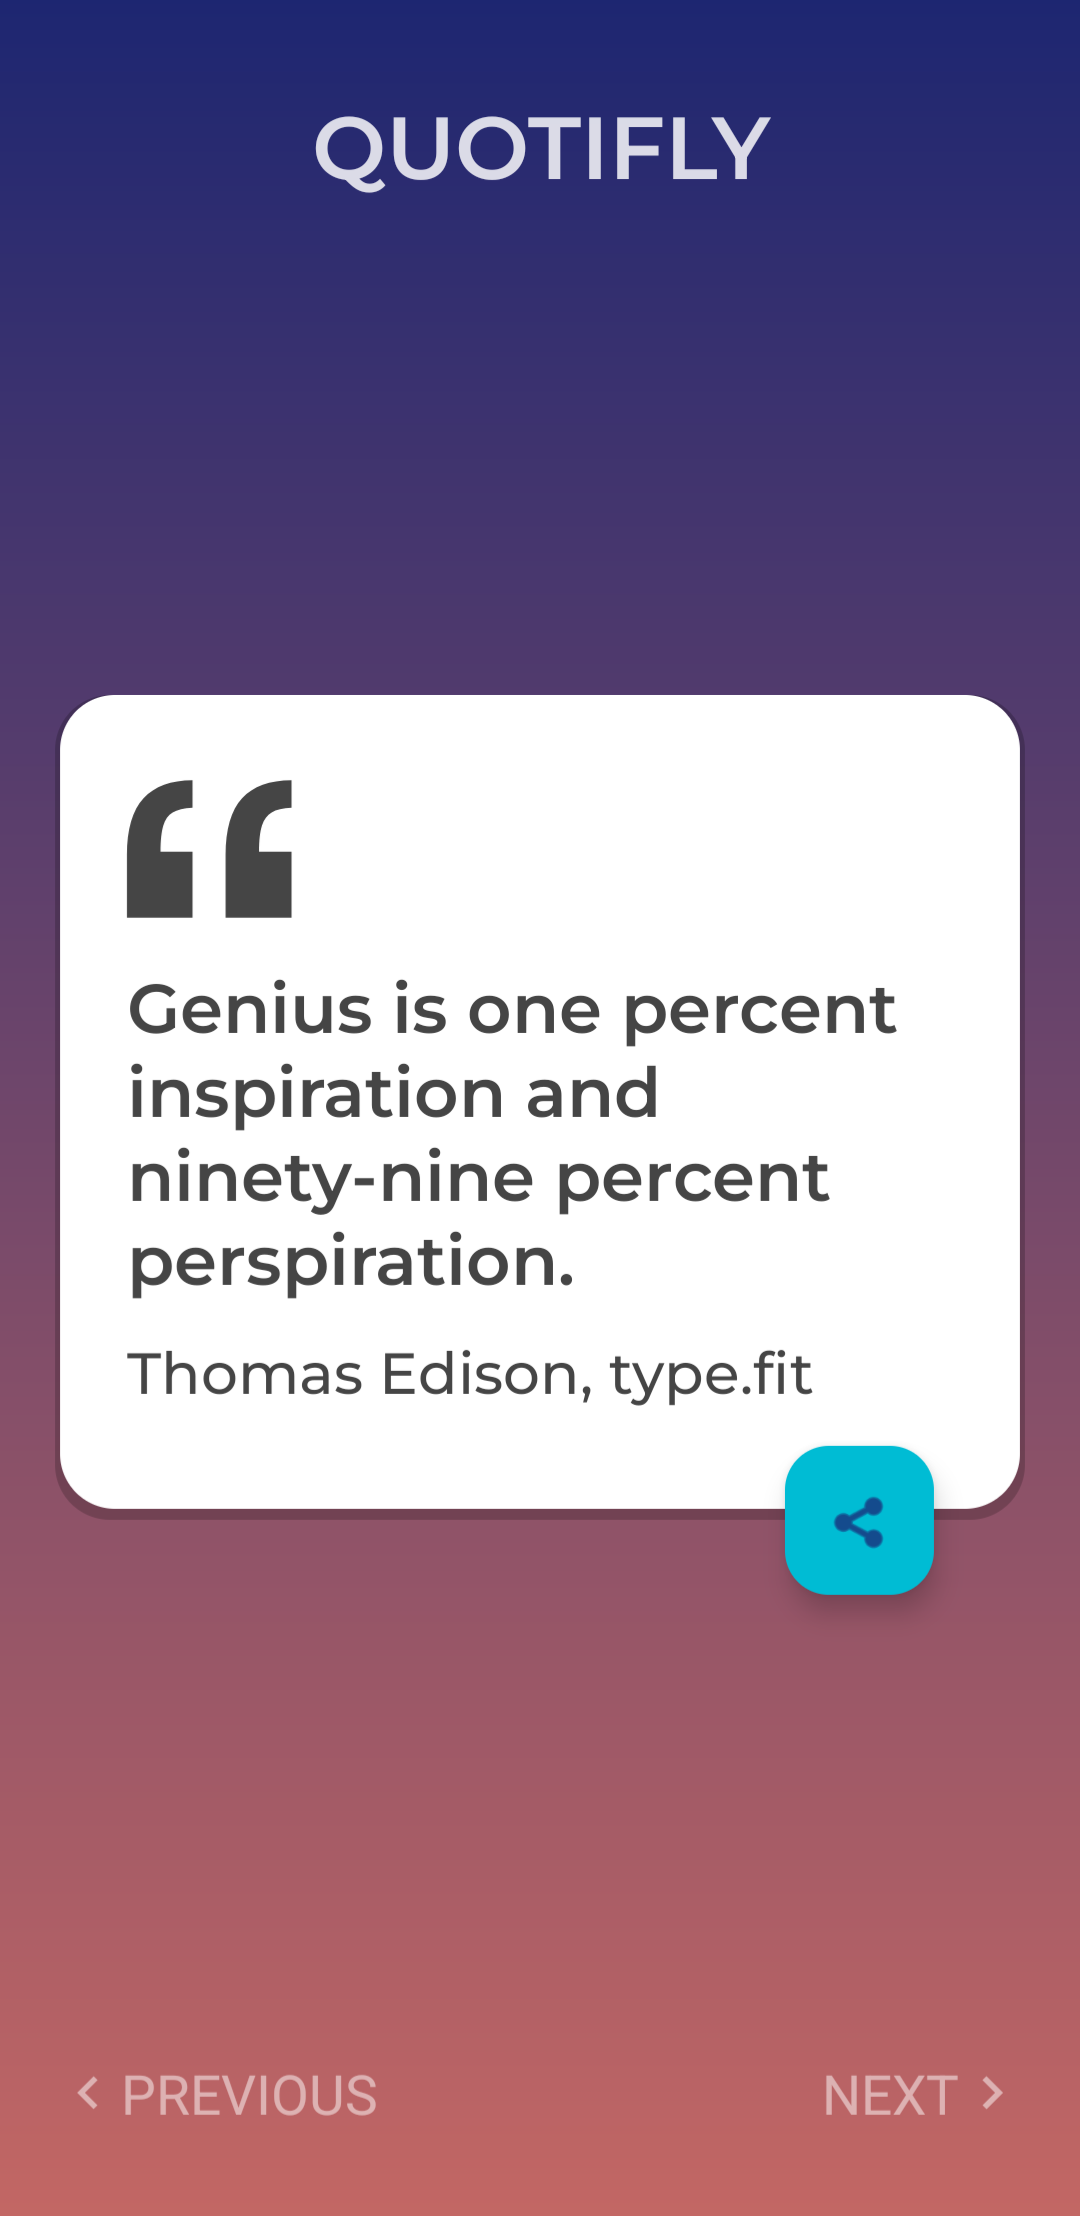 QUOTIFLY
Genius is one percent
inspiration and
ninety-nine percent
perspiration.
Thomas Edison, type.fit
PREVIOUS
NEXT